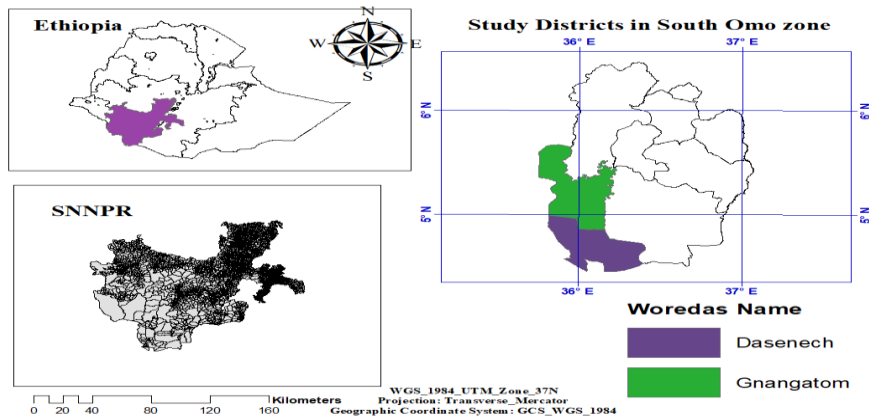 Ethiopia
N
W E
S
Study Districts in South Omo zone
36° E 37° E
6° 6°
5° N 5° N
36° E 37° E
SNNPR
Woredas Name
Dasenech
Gnangatom
Kilometers
0 20 40 80 120 160
WGS_1984_UTM_Zone_37N
Projection: Transverse_Mercator
Geographic Coordinate System : GCS_WGS_1984